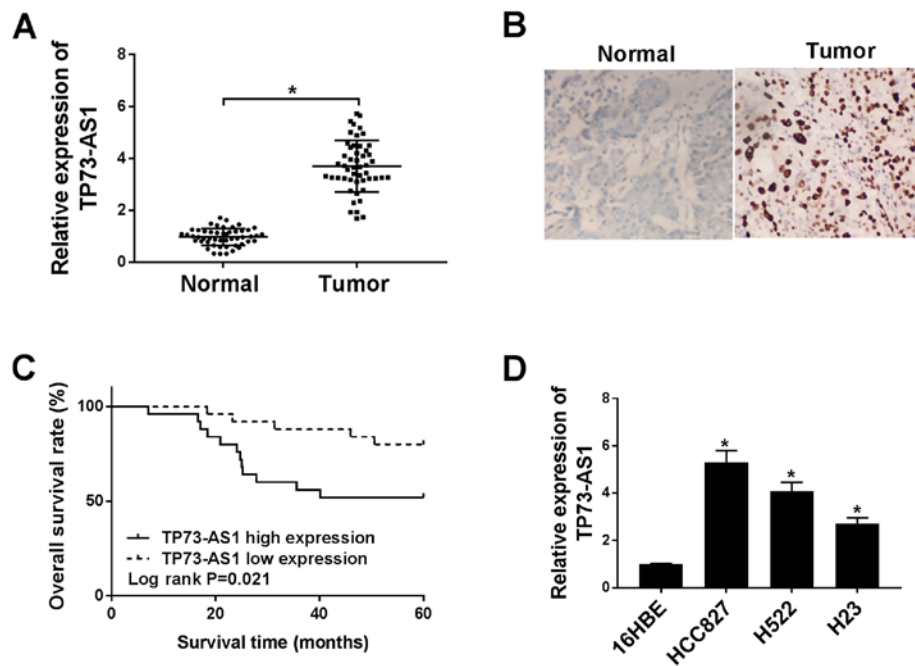 A
Relative expression of
TP73-AS1
8
6
4
2
0
*
Normal
Tumor
B
Normal
Tumor
C
Overall survival rate (%)
100
50
0
TP73-AS1 high expression
TP73-AS1 low expression
Log rank P=0.021
0
20
40
60
Survival time (months)
D
Relative expression of
TP73-AS1
8
6
4
2
0
*
*
*
16HBE
HCC827
H522
H23